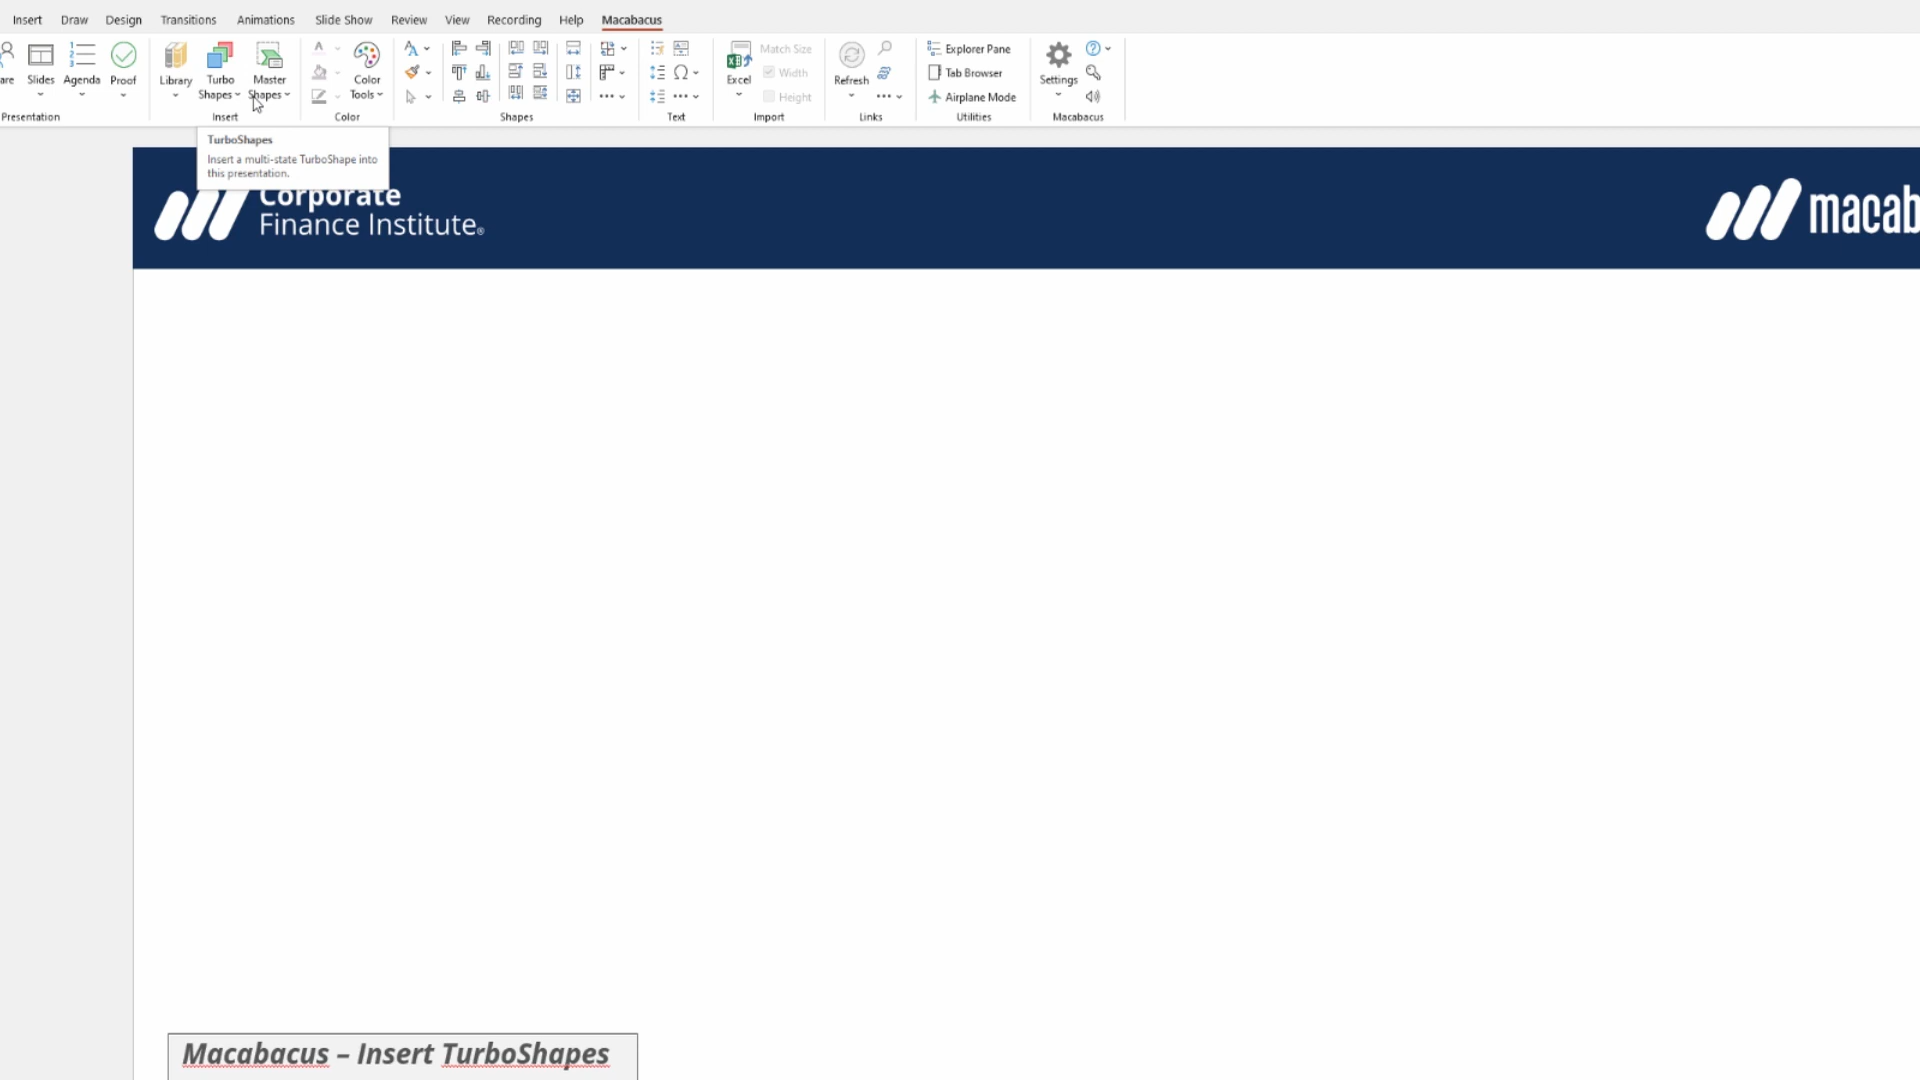 Insert Draw Design Transitions Animations Slide Show Review View Recording Help Macabacus
are Slides Agenda Proof
Presentation
Library Turbo Shapes Master Shapes
Insert
Color Tools
Color
Shapes
Text
Excel Match Size
Width
Height
Import
Refresh
Links
Explorer Pane
Tab Browser
Airplane Mode
Utilities
Settings
Macabacus
TurboShapes
Insert a multi-state TurboShape into
this presentation.
Corporate
Finance Institute®
macab
Macabacus – Insert TurboShapes